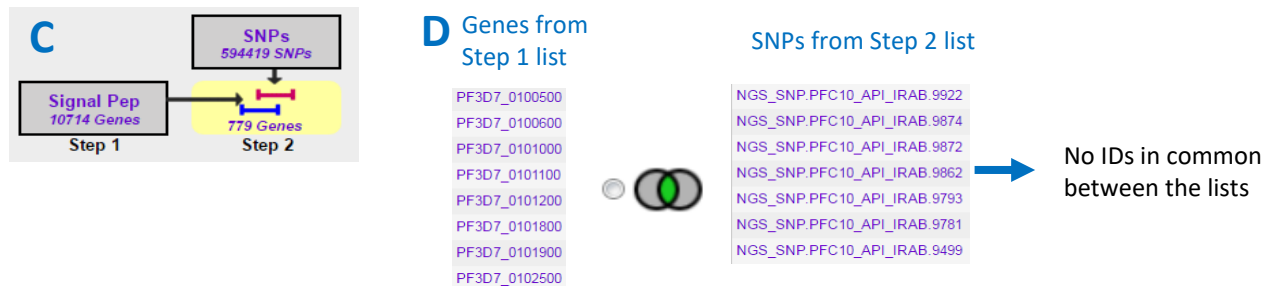 C
SNPs
594419 SNPs
Signal Pep
10714 Genes
779 Genes
Step 1
Step 2
D
Genes from
Step 1 list
PF3D7_0100500
PF3D7_0100600
PF3D7_0101000
PF3D7_0101100
PF3D7_0101200
PF3D7_0101800
PF3D7_0101900
PF3D7_0102500
SNPs from Step 2 list
NGS_SNP.PFC10_API_IRAB.9922
NGS_SNP.PFC10_API_IRAB.9874
NGS_SNP.PFC10_API_IRAB.9872
NGS_SNP.PFC10_API_IRAB.9862
NGS_SNP.PFC10_API_IRAB.9793
NGS_SNP.PFC10_API_IRAB.9781
NGS_SNP.PFC10_API_IRAB.9499
No IDs in common
between the lists